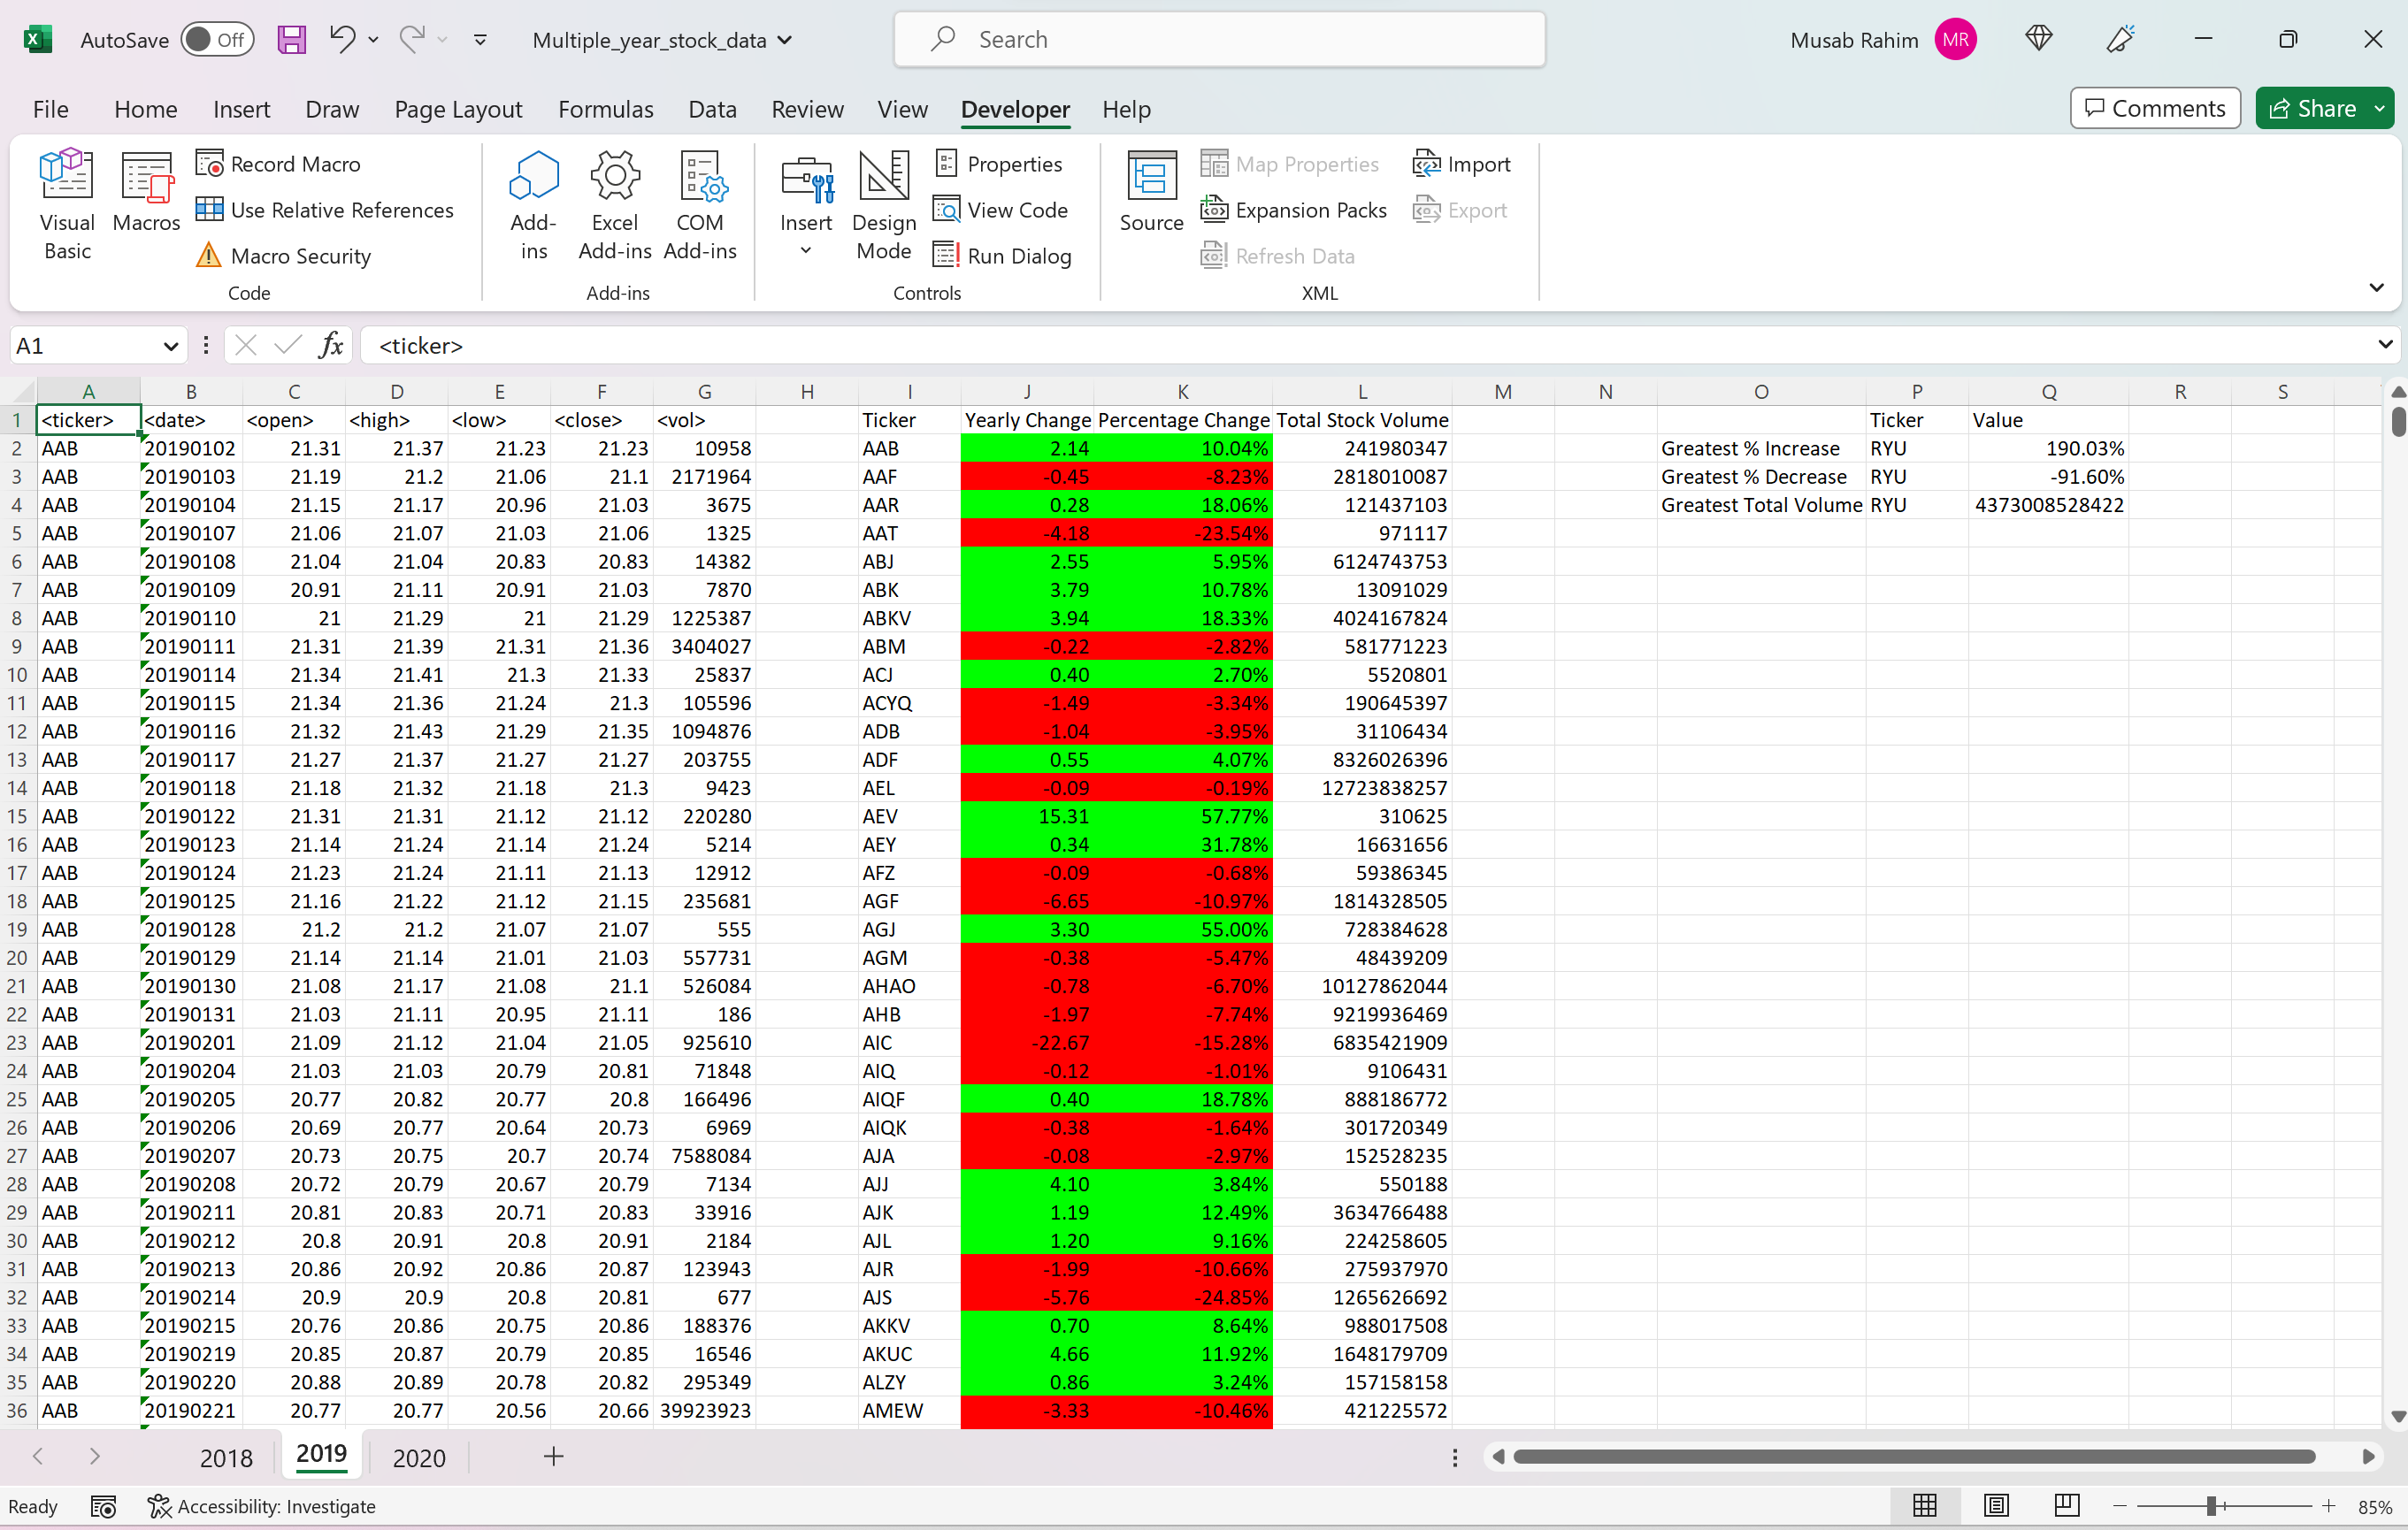 AutoSave Off Multiple_year_stock_data Search Musab Rahim MR
File Home Insert Draw Page Layout Formulas Data Review View Developer Help Comments Share
Visual Basic Macros Record Macro Use Relative References Macro Security Code
Add-ins Excel Add-ins COM Add-ins Add-ins
Insert Design Mode Properties View Code Run Dialog Controls
Source Map Properties Expansion Packs Refresh Data Import Export XML
A1 fx <ticker>
A B C D E F G H I J K L M N O P Q R S
1 <ticker> <date> <open> <high> <low> <close> <vol> Ticker Yearly Change Percentage Change Total Stock Volume Ticker Value
2 AAB 20190102 21.31 21.37 21.23 21.23 10958 AAB 2.14 10.04% 241980347 Greatest % Increase RYU 190.03%
3 AAB 20190103 21.19 21.2 21.06 21.1 2171964 AAF -0.45 -8.23% 2818010087 Greatest % Decrease RYU -91.60%
4 AAB 20190104 21.15 21.17 20.96 21.03 3675 AAR 0.28 18.06% 121437103 Greatest Total Volume RYU 4373008528422
5 AAB 20190107 21.06 21.07 21.03 21.06 1325 AAT -4.18 -23.54% 971117
6 AAB 20190108 21.04 21.04 20.83 20.83 14382 ABJ 2.55 5.95% 6124743753
7 AAB 20190109 20.91 21.11 20.91 21.03 7870 ABK 3.79 10.78% 13091029
8 AAB 20190110 21 21.29 21 21.29 1225387 ABKV 3.94 18.33% 4024167824
9 AAB 20190111 21.31 21.39 21.31 21.36 3404027 ABM -0.22 -2.82% 581771223
10 AAB 20190114 21.34 21.41 21.3 21.33 25837 ACJ 0.40 2.70% 5520801
11 AAB 20190115 21.34 21.36 21.24 21.3 105596 ACYQ -1.49 -3.34% 190645397
12 AAB 20190116 21.32 21.43 21.29 21.35 1094876 ADB -1.04 -3.95% 31106434
13 AAB 20190117 21.27 21.37 21.27 21.27 203755 ADF 0.55 4.07% 8326026396
14 AAB 20190118 21.18 21.32 21.18 21.3 9423 AEL -0.09 -0.19% 12723838257
15 AAB 20190122 21.31 21.31 21.12 21.12 220280 AEV 15.31 57.77% 310625
16 AAB 20190123 21.14 21.24 21.14 21.24 5214 AEY 0.34 31.78% 16631656
17 AAB 20190124 21.23 21.24 21.11 21.13 12912 AFZ -0.09 -0.68% 59386345
18 AAB 20190125 21.16 21.22 21.12 21.15 235681 AGF -6.65 -10.97% 1814328505
19 AAB 20190128 21.2 21.2 21.07 21.07 555 AGJ 3.30 55.00% 728384628
20 AAB 20190129 21.14 21.14 21.01 21.03 557731 AGM -0.38 -5.47% 48439209
21 AAB 20190130 21.08 21.17 21.08 21.1 526084 AHAO -0.78 -6.70% 10127862044
22 AAB 20190131 21.03 21.11 20.95 21.11 186 AHB -1.97 -7.74% 9219936469
23 AAB 20190201 21.09 21.12 21.04 21.05 925610 AIC -22.67 -15.28% 6835421909
24 AAB 20190204 21.03 21.03 20.79 20.81 71848 AIQ -0.12 -1.01% 9106431
25 AAB 20190205 20.77 20.82 20.77 20.8 166496 AIQF 0.40 18.78% 888186772
26 AAB 20190206 20.69 20.77 20.64 20.73 6969 AIQK -0.38 -1.64% 301720349
27 AAB 20190207 20.73 20.75 20.7 20.74 7588084 AJA -0.08 -2.97% 152528235
28 AAB 20190208 20.72 20.79 20.67 20.79 7134 AJJ 4.10 3.84% 550188
29 AAB 20190211 20.81 20.83 20.71 20.83 33916 AJK 1.19 12.49% 3634766488
30 AAB 20190212 20.8 20.91 20.8 20.91 2184 AJL 1.20 9.16% 224258605
31 AAB 20190213 20.86 20.92 20.86 20.87 123943 AJR -1.99 -10.66% 275937970
32 AAB 20190214 20.9 20.9 20.8 20.81 677 AJS -5.76 -24.85% 1265626692
33 AAB 20190215 20.76 20.86 20.75 20.86 188376 AKKV 0.70 8.64% 988017508
34 AAB 20190219 20.85 20.87 20.79 20.85 16546 AKUC 4.66 11.92% 1648179709
35 AAB 20190220 20.88 20.89 20.78 20.82 295349 ALZY 0.86 3.24% 157158158
36 AAB 20190221 20.77 20.77 20.56 20.66 39923923 AMEW -3.33 -10.46% 421225572
2018 2019 2020
Ready Accessibility: Investigate 85%